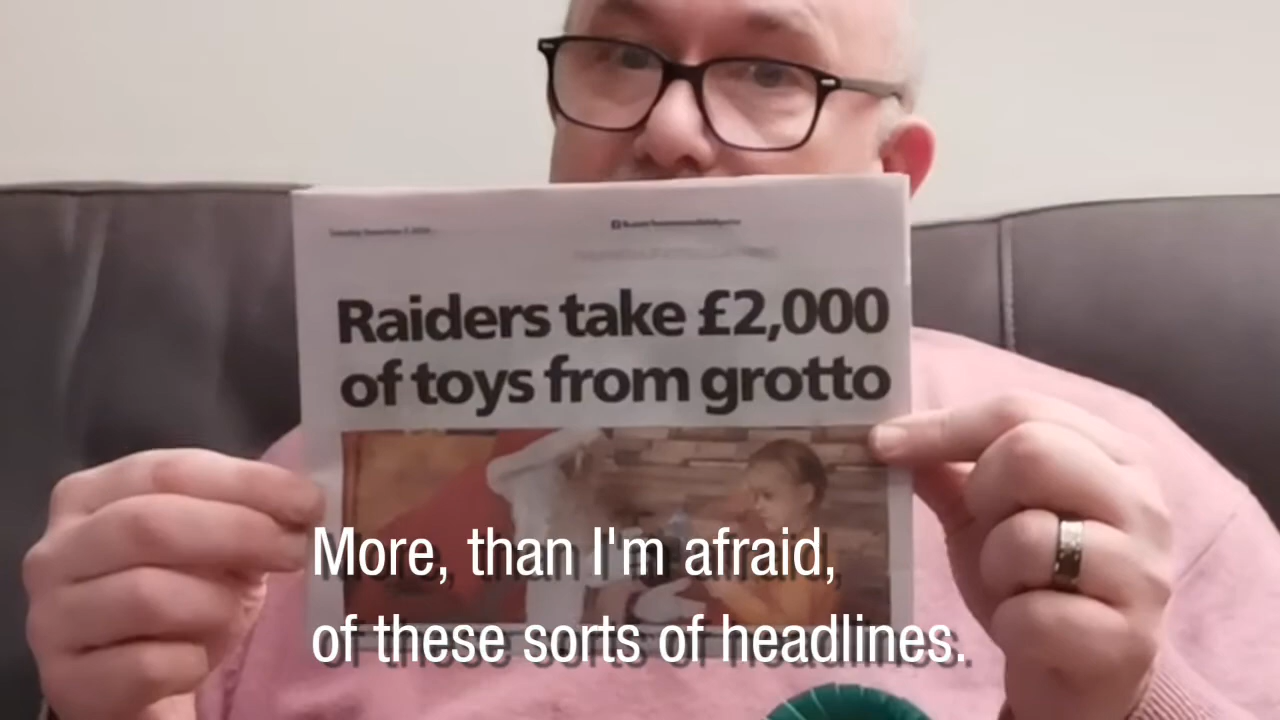 Raiders take £2,000
of toys from grotto
More, than I'm afraid,
of these sorts of headlines.